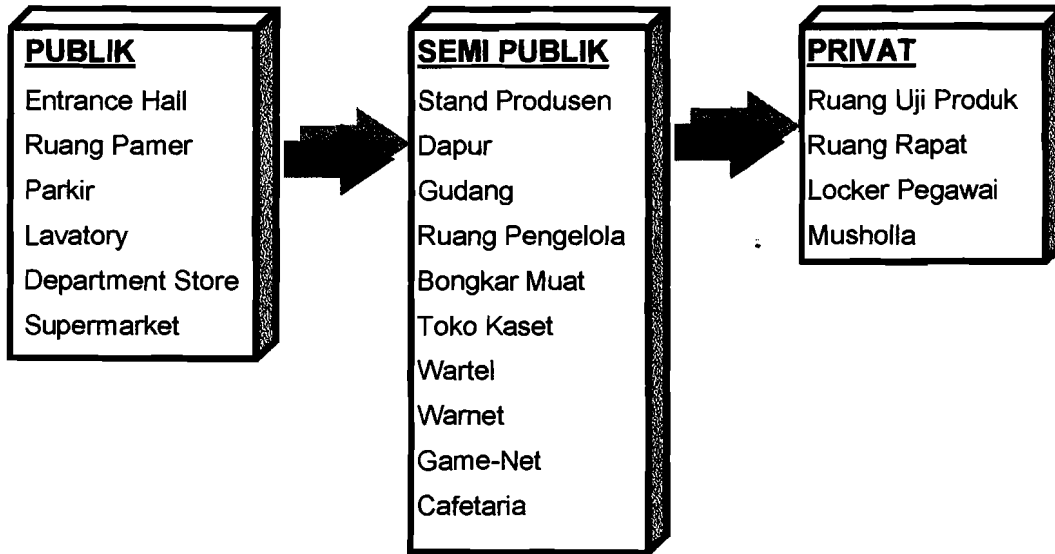 PUBLIK
Entrance Hall
Ruang Pamer
Parkir
Lavatory
Department Store
Supermarket
SEMI PUBLIK
Stand Produsen
Dapur
Gudang
Ruang Pengelola
Bongkar Muat
Toko Kaset
Wartel
Warnet
Game-Net
Cafetaria
PRIVAT
Ruang Uji Produk
Ruang Rapat
Locker Pegawai
Musholla